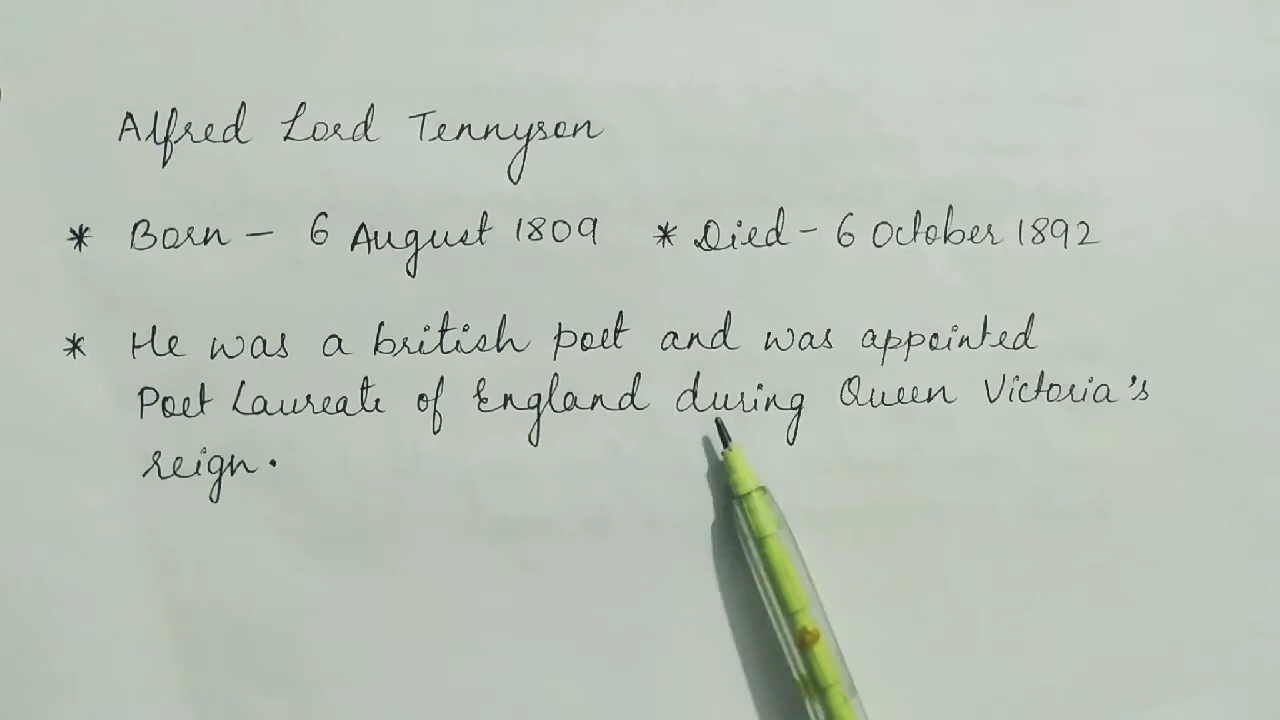 Alfred Lord Tennyson
* Born - 6 August 1809 * Died - 6 October 1892
* He was a british poet and was appointed
Poet Laureate of England during Queen Victoria's
reign.